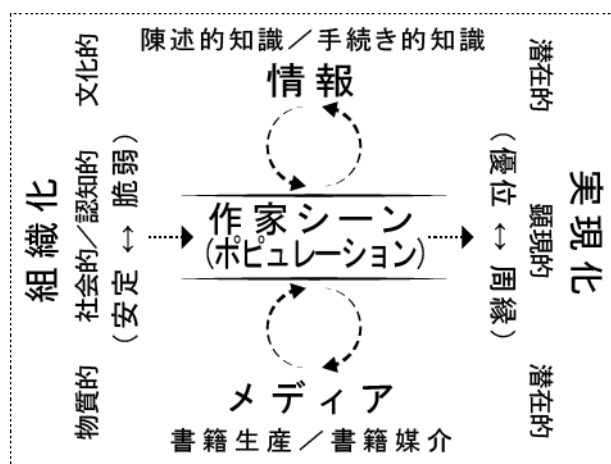 陳述的知識／手続き的知識
情報
作家シーン
(ポピュレーション)
メディア
書籍生産／書籍媒介
組織化
文化的
社会的／認知的
物質的
(安定 ↔ 脆弱)
(優位 ↔ 周縁)
潜在的
顕現的
潜在的
実現化